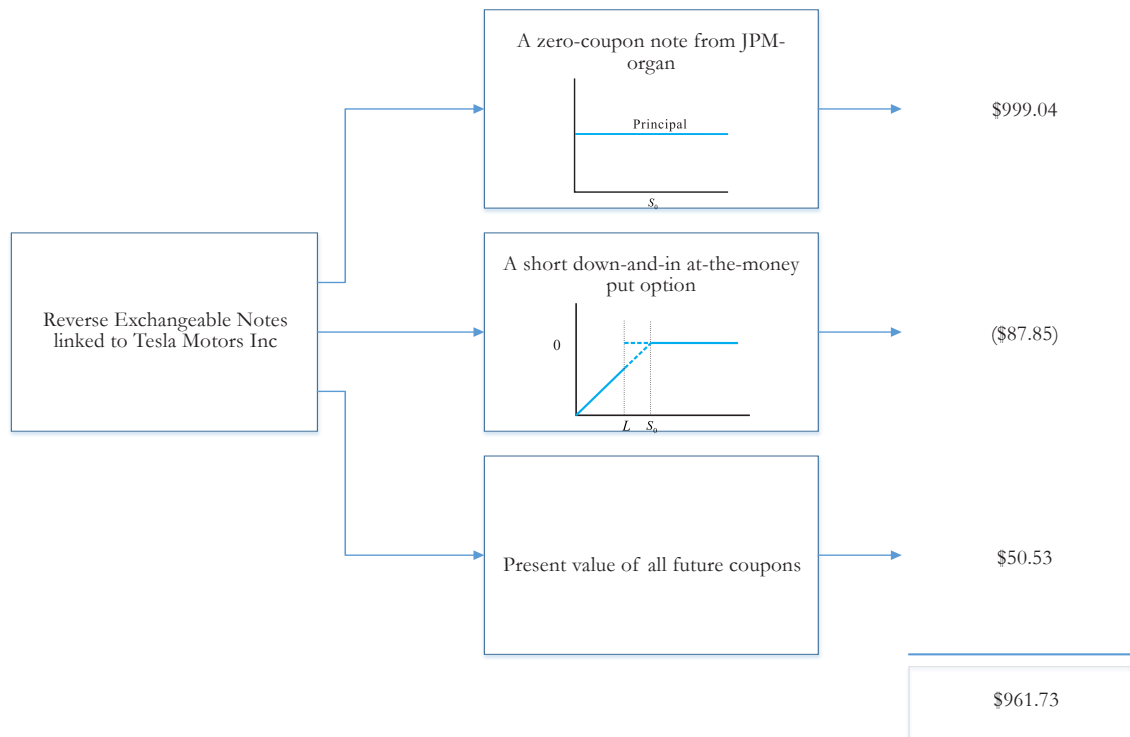 A zero-coupon note from JPM-
organ
Principal
S₀
$999.04
Reverse Exchangeable Notes
linked to Tesla Motors Inc
A short down-and-in at-the-money
put option
0
L S₀
($87.85)
Present value of all future coupons
$50.53
$961.73